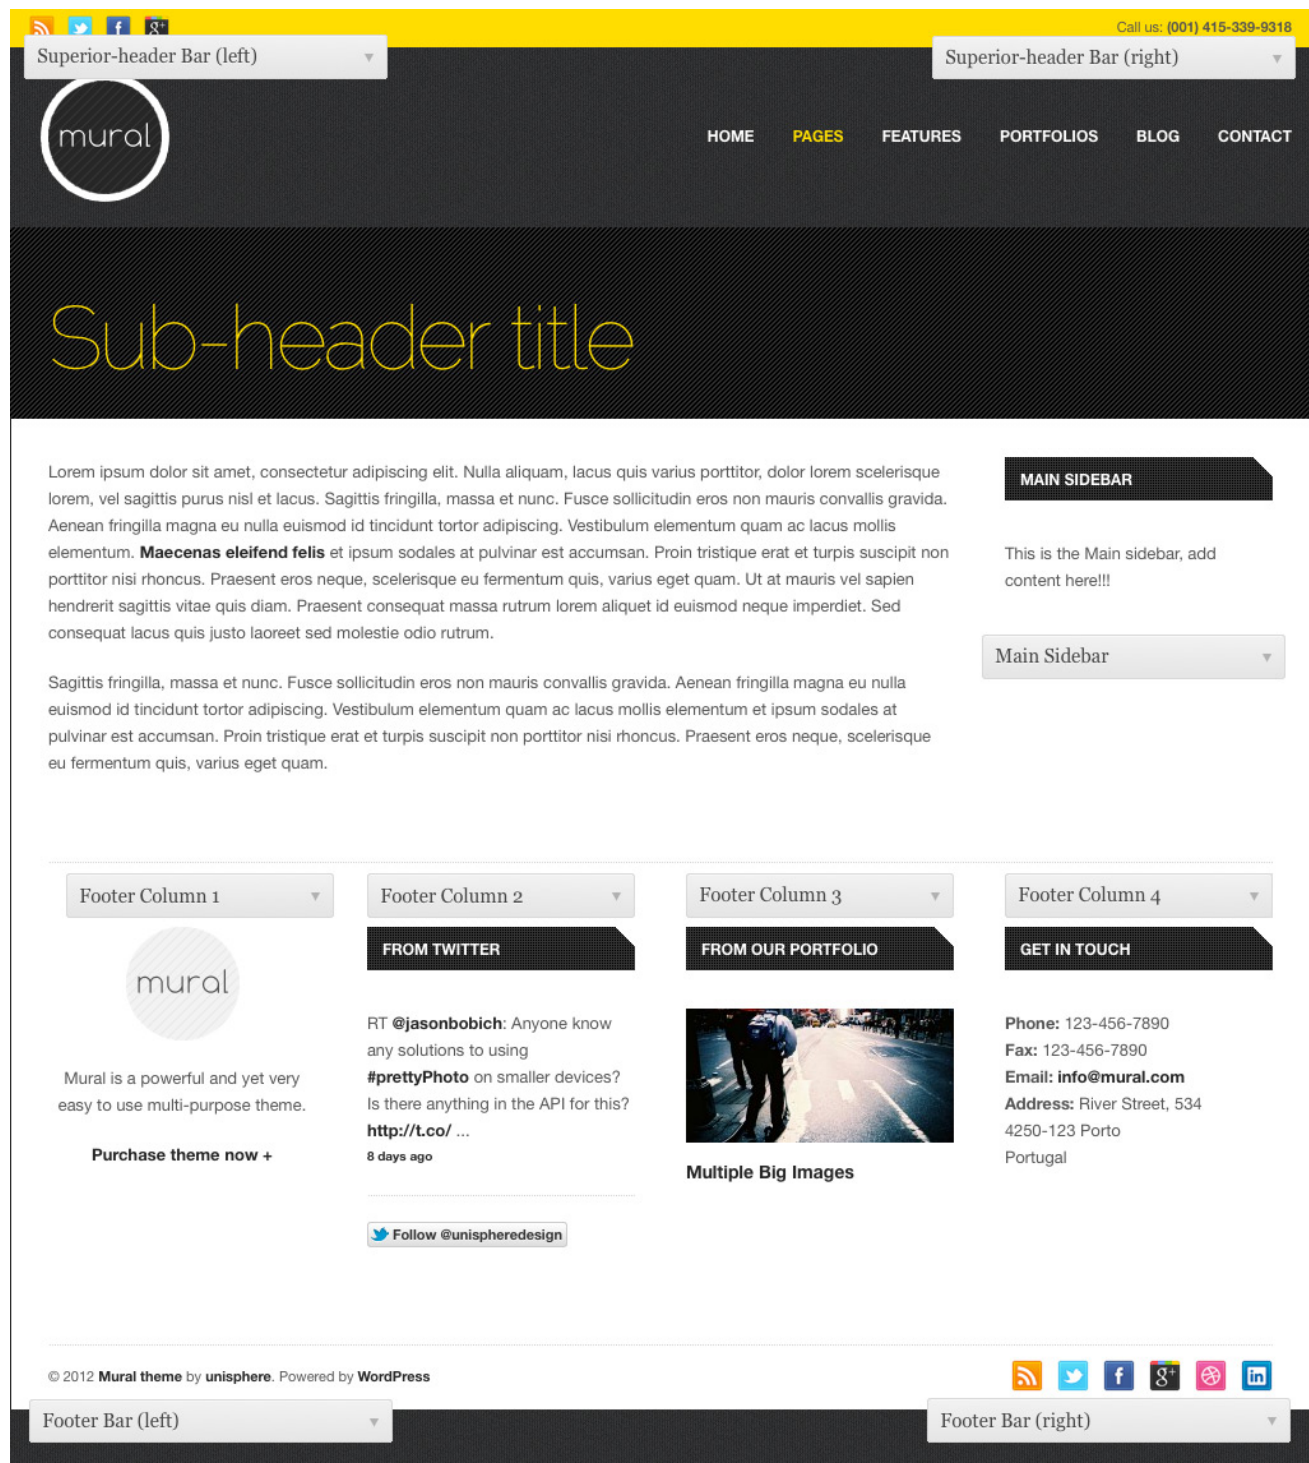 g+
Call us: (001) 415-339-9318
Superior-header Bar (left)
Superior-header Bar (right)
mural
HOME PAGES FEATURES PORTFOLIOS BLOG CONTACT
Sub-header title
Lorem ipsum dolor sit amet, consectetur adipiscing elit. Nulla aliquam, lacus quis varius porttitor, dolor lorem scelerisque
lorem, vel sagittis purus nisl et lacus. Sagittis fringilla, massa et nunc. Fusce sollicitudin eros non mauris convallis gravida.
Aenean fringilla magna eu nulla euismod id tincidunt tortor adipiscing. Vestibulum elementum quam ac lacus mollis
elementum. Maecenas eleifend felis et ipsum sodales at pulvinar est accumsan. Proin tristique erat et turpis suscipit non
porttitor nisi rhoncus. Praesent eros neque, scelerisque eu fermentum quis, varius eget quam. Ut at mauris vel sapien
hendrerit sagittis vitae quis diam. Praesent consequat massa rutrum lorem aliquet id euismod neque imperdiet. Sed
consequat lacus quis justo laoreet sed molestie odio rutrum.
Sagittis fringilla, massa et nunc. Fusce sollicitudin eros non mauris convallis gravida. Aenean fringilla magna eu nulla
euismod id tincidunt tortor adipiscing. Vestibulum elementum quam ac lacus mollis elementum et ipsum sodales at
pulvinar est accumsan. Proin tristique erat et turpis suscipit non porttitor nisi rhoncus. Praesent eros neque, scelerisque
eu fermentum quis, varius eget quam.
MAIN SIDEBAR
This is the Main sidebar, add
content here!!!
Main Sidebar
Footer Column 1
mural
Mural is a powerful and yet very
easy to use multi-purpose theme.
Purchase theme now +
Footer Column 2
FROM TWITTER
RT @jasonbobich: Anyone know
any solutions to using
#prettyPhoto on smaller devices?
Is there anything in the API for this?
http://t.co/ ...
8 days ago
Follow @unispheredesign
Footer Column 3
FROM OUR PORTFOLIO
Multiple Big Images
Footer Column 4
GET IN TOUCH
Phone: 123-456-7890
Fax: 123-456-7890
Email: info@mural.com
Address: River Street, 534
4250-123 Porto
Portugal
© 2012 Mural theme by unisphere. Powered by WordPress
f g+ in
Footer Bar (left)
Footer Bar (right)